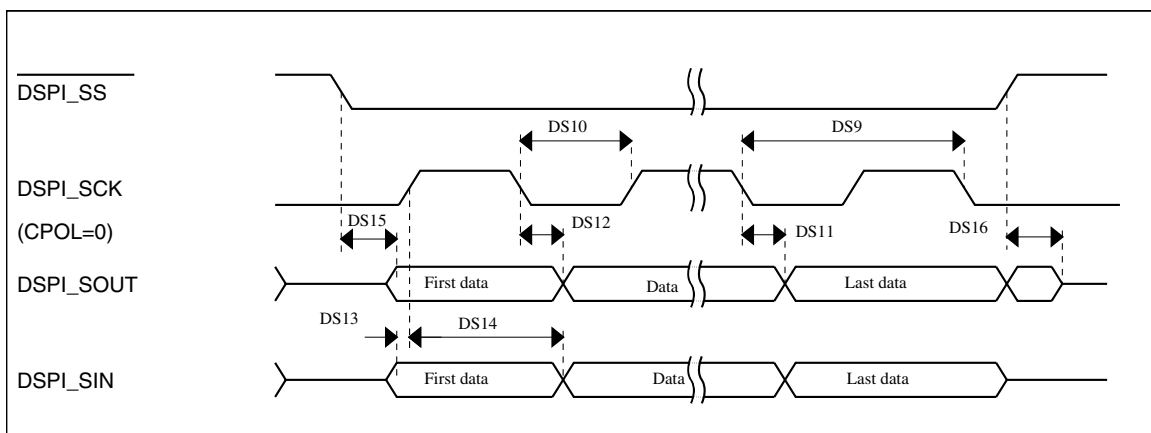 DSPI_SS
DS10
DS9
DSPI_SCK
(CPOL=0)
DS15
DS12
DS11
DS16
DSPI_SOUT
First data
Data
Last data
DS13
DS14
DSPI_SIN
First data
Data
Last data